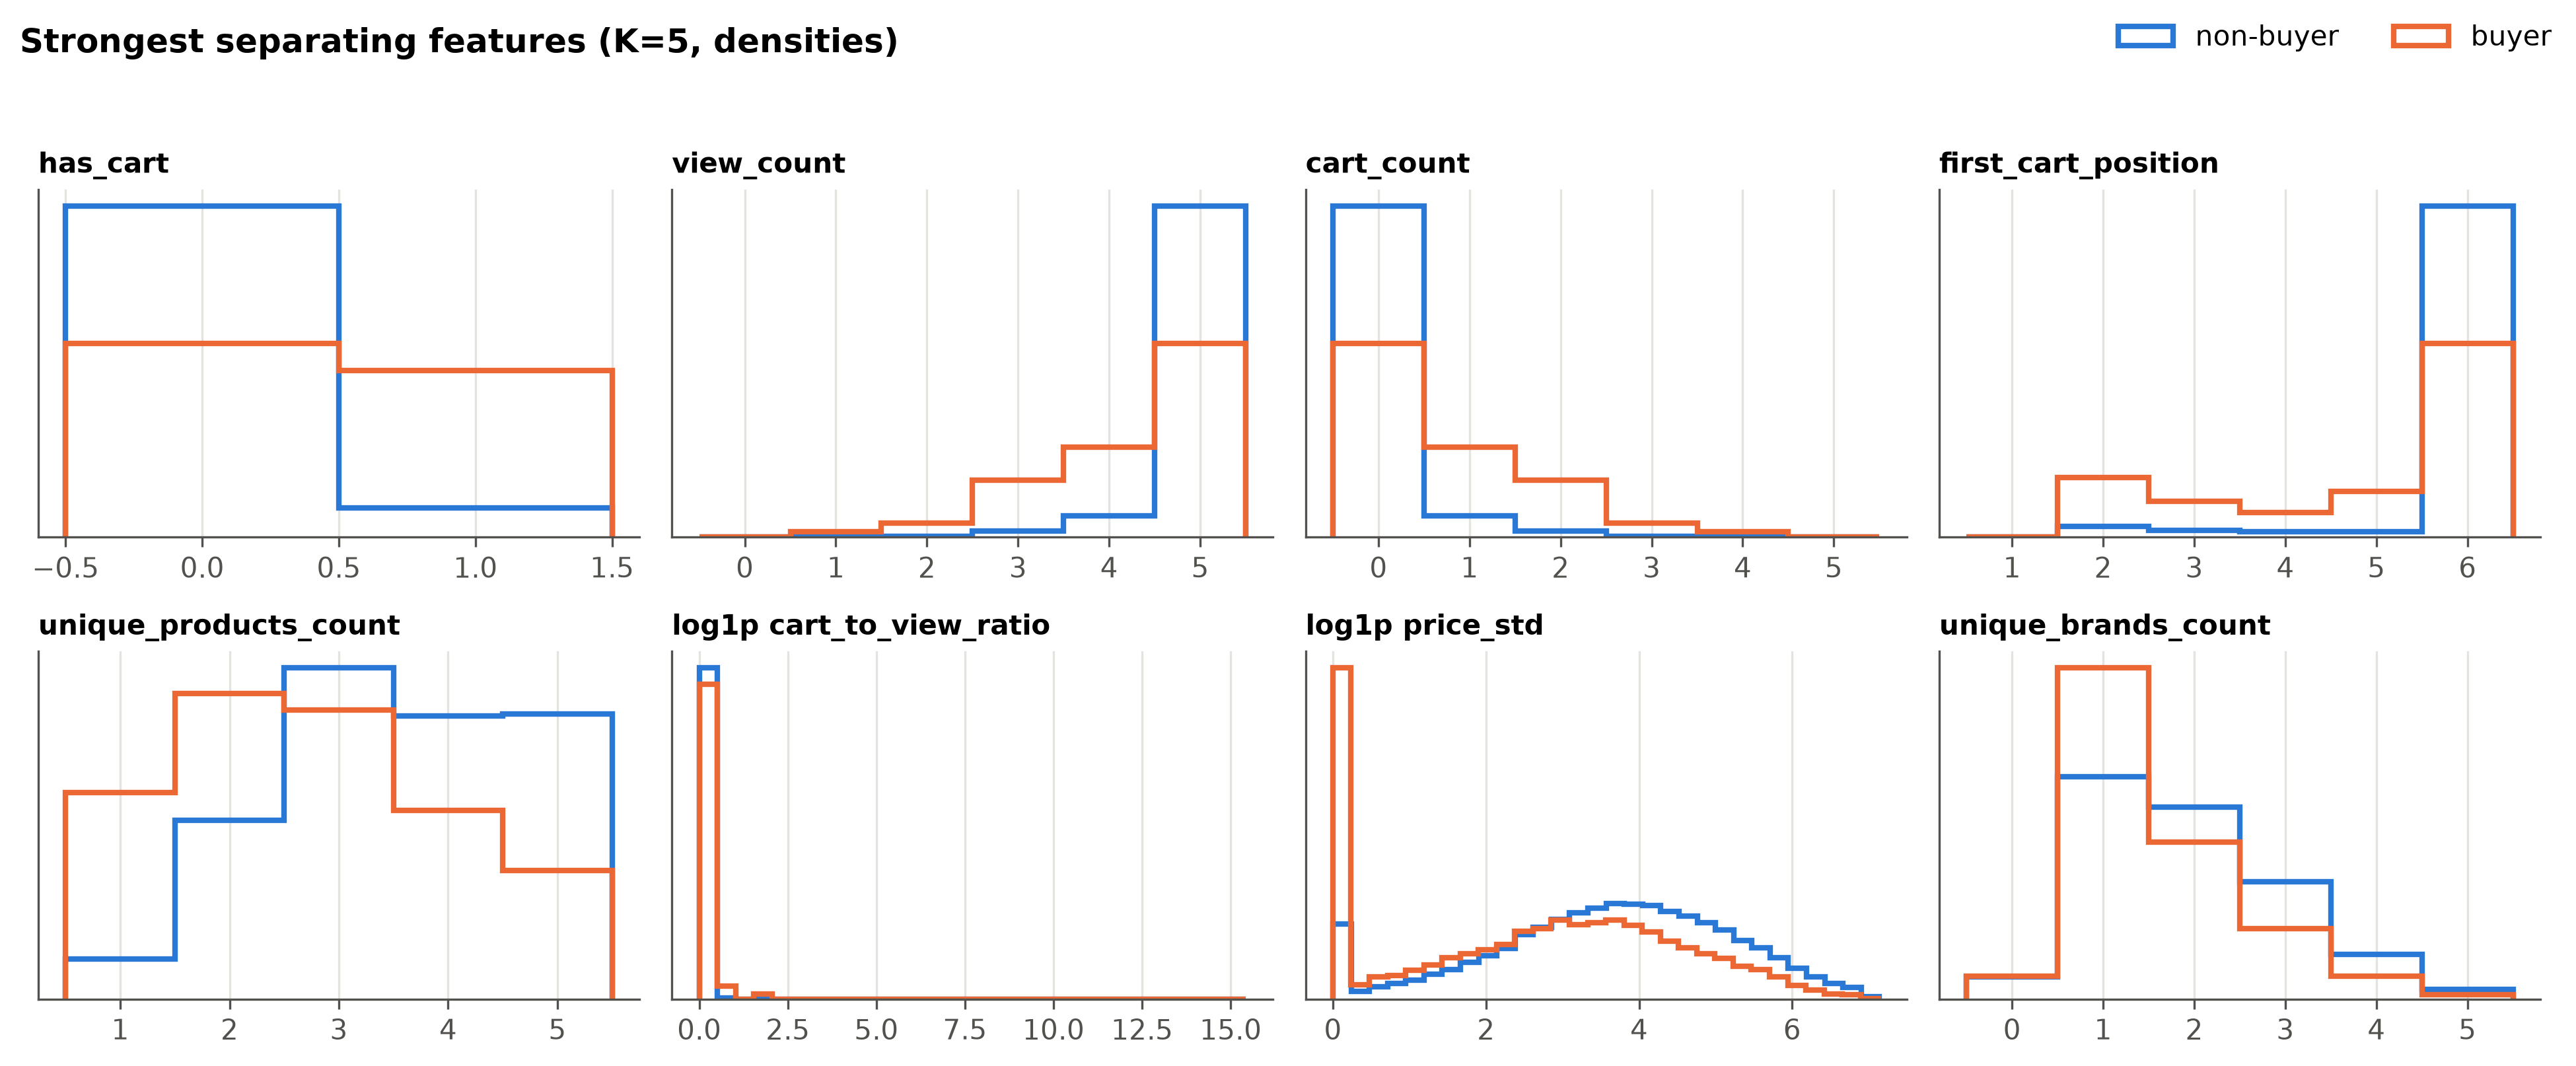 Strongest separating features (K=5, densities)
non-buyer
buyer
has_cart
view_count
cart_count
first_cart_position
−0.5 0.0 0.5 1.0 1.5
0 1 2 3 4 5
0 1 2 3 4 5
1 2 3 4 5 6
unique_products_count
log1p cart_to_view_ratio
log1p price_std
unique_brands_count
1 2 3 4 5
0.0 2.5 5.0 7.5 10.0 12.5 15.0
0 2 4 6
0 1 2 3 4 5